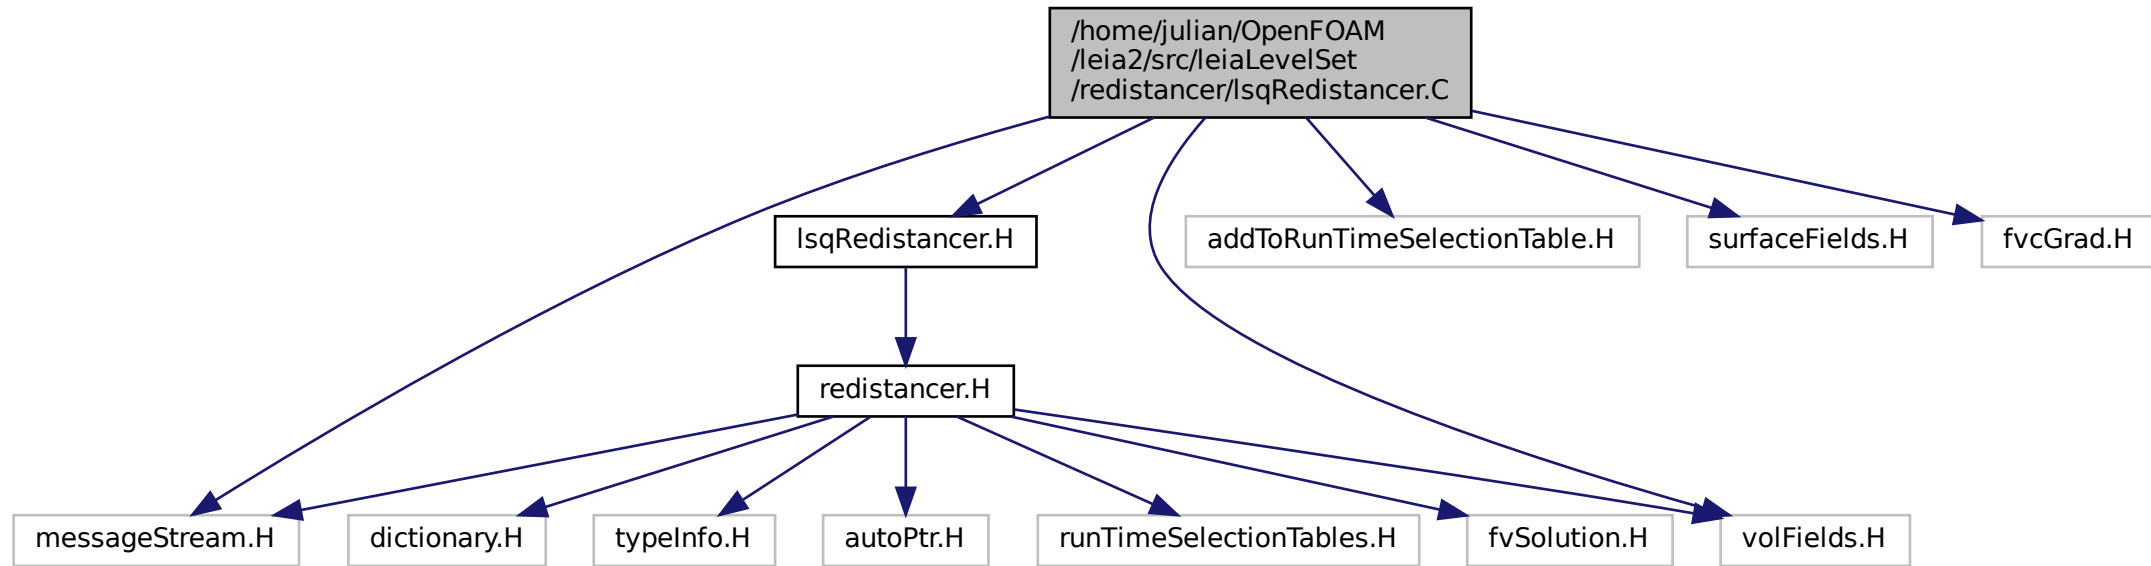 /home/julian/OpenFOAM
/leia2/src/leiaLevelSet
/redistancer/lsqRedistancer.C
lsqRedistancer.H
addToRunTimeSelectionTable.H
surfaceFields.H
fvcGrad.H
redistancer.H
messageStream.H
dictionary.H
typeInfo.H
autoPtr.H
runTimeSelectionTables.H
fvSolution.H
volFields.H